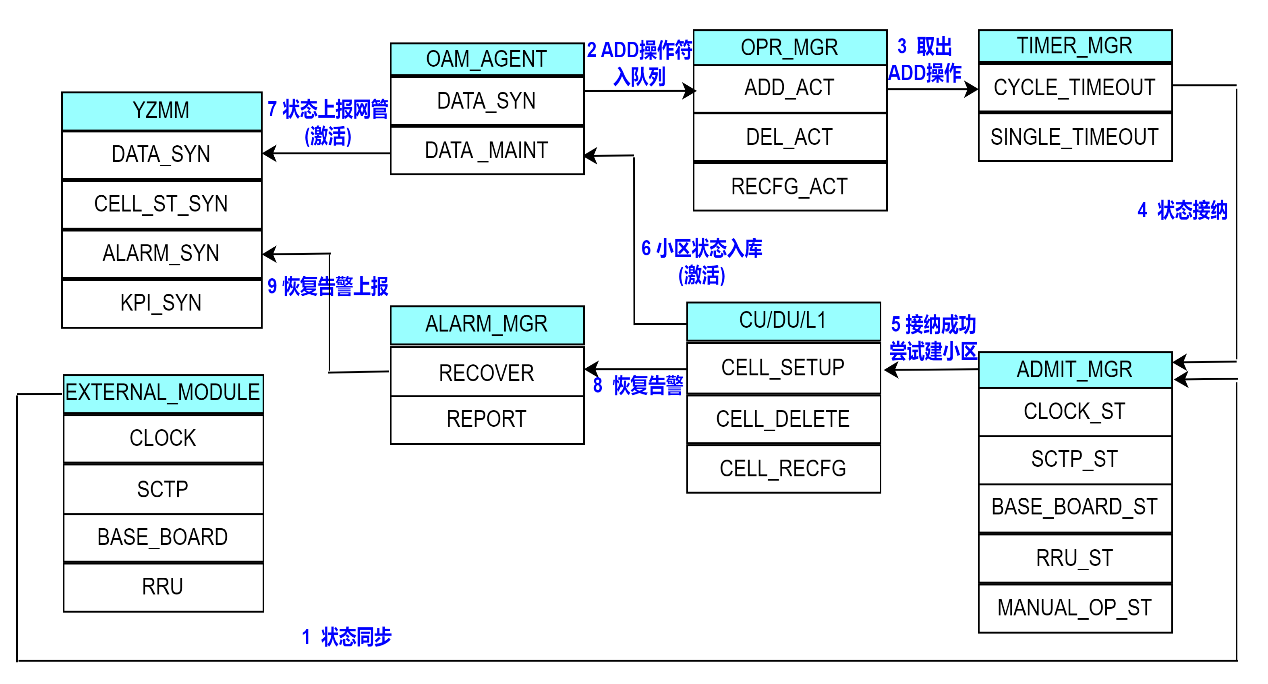 YZMM
DATA_SYN
CELL_ST_SYN
ALARM_SYN
KPI_SYN
EXTERNAL_MODULE
CLOCK
SCTP
BASE_BOARD
RRU
7 状态上报网管
(激活)
9 恢复告警上报
OAM_AGENT
DATA_SYN
DATA _MAINT
ALARM_MGR
RECOVER
REPORT
2 ADD操作符
入队列
6 小区状态入库
(激活)
8 恢复告警
OPR_MGR
ADD_ACT
DEL_ACT
RECFG_ACT
CU/DU/L1
CELL_SETUP
CELL_DELETE
CELL_RECFG
3 取出
ADD操作
5 接纳成功
尝试建小区
TIMER_MGR
CYCLE_TIMEOUT
SINGLE_TIMEOUT
4 状态接纳
ADMIT_MGR
CLOCK_ST
SCTP_ST
BASE_BOARD_ST
RRU_ST
MANUAL_OP_ST
1 状态同步